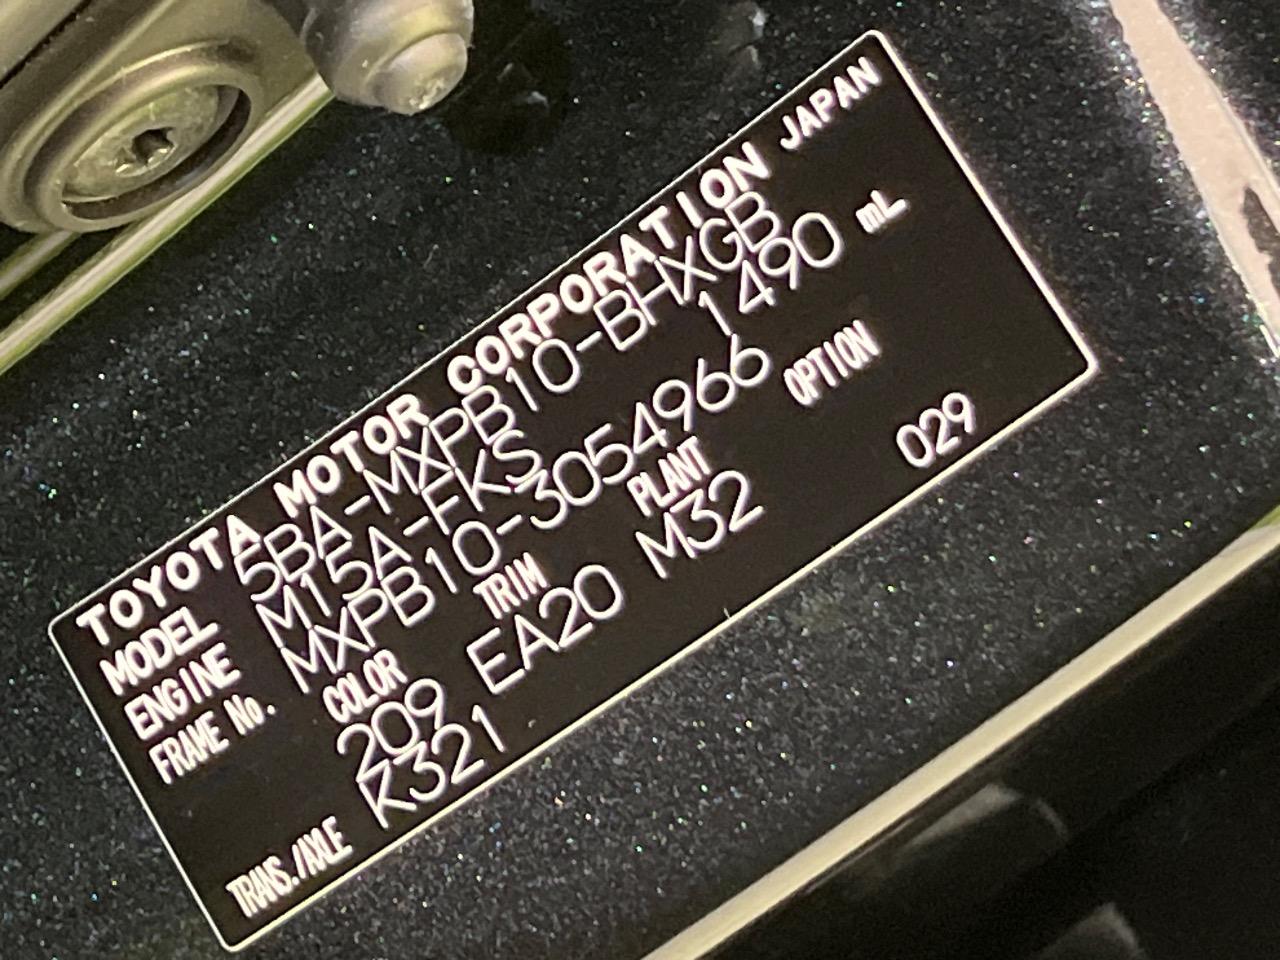 TOYOTA MOTOR CORPORATION JAPAN
MODEL 5BA-MXPB10-BHXGB
ENGINE M15A-FKS 1490 mL
FRAME No. MXPB10-3054966
COLOR TRIM PLANT OPTION
209 EA20 M32 029
TRANS./AXLE K321